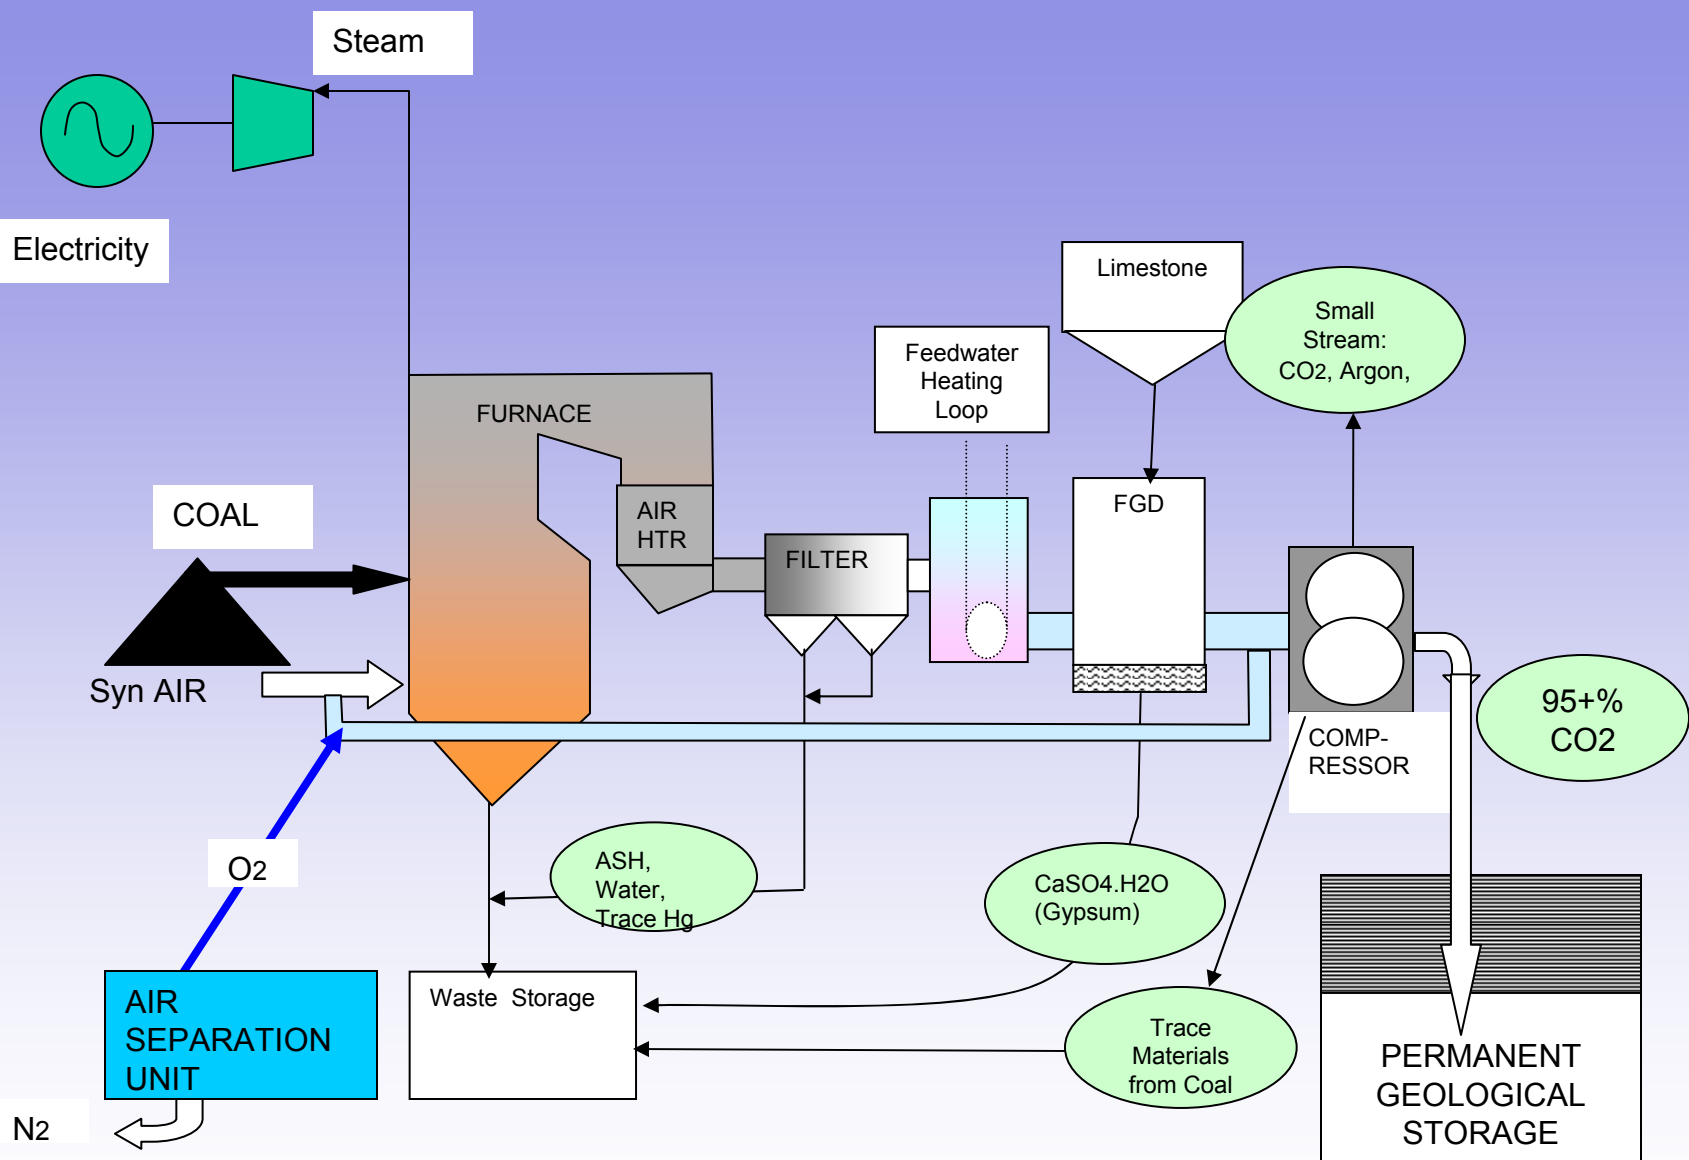 Steam
Electricity
Limestone
Small
Stream:
CO2, Argon,
Feedwater
Heating
Loop
FURNACE
COAL
AIR
HTR
FGD
FILTER
Syn AIR
95+%
CO2
COMP-
RESSOR
O2
ASH,
Water,
Trace Hg
CaSO4.H2O
(Gypsum)
AIR
SEPARATION
UNIT
Waste Storage
Trace
Materials
from Coal
PERMANENT
GEOLOGICAL
STORAGE
N2